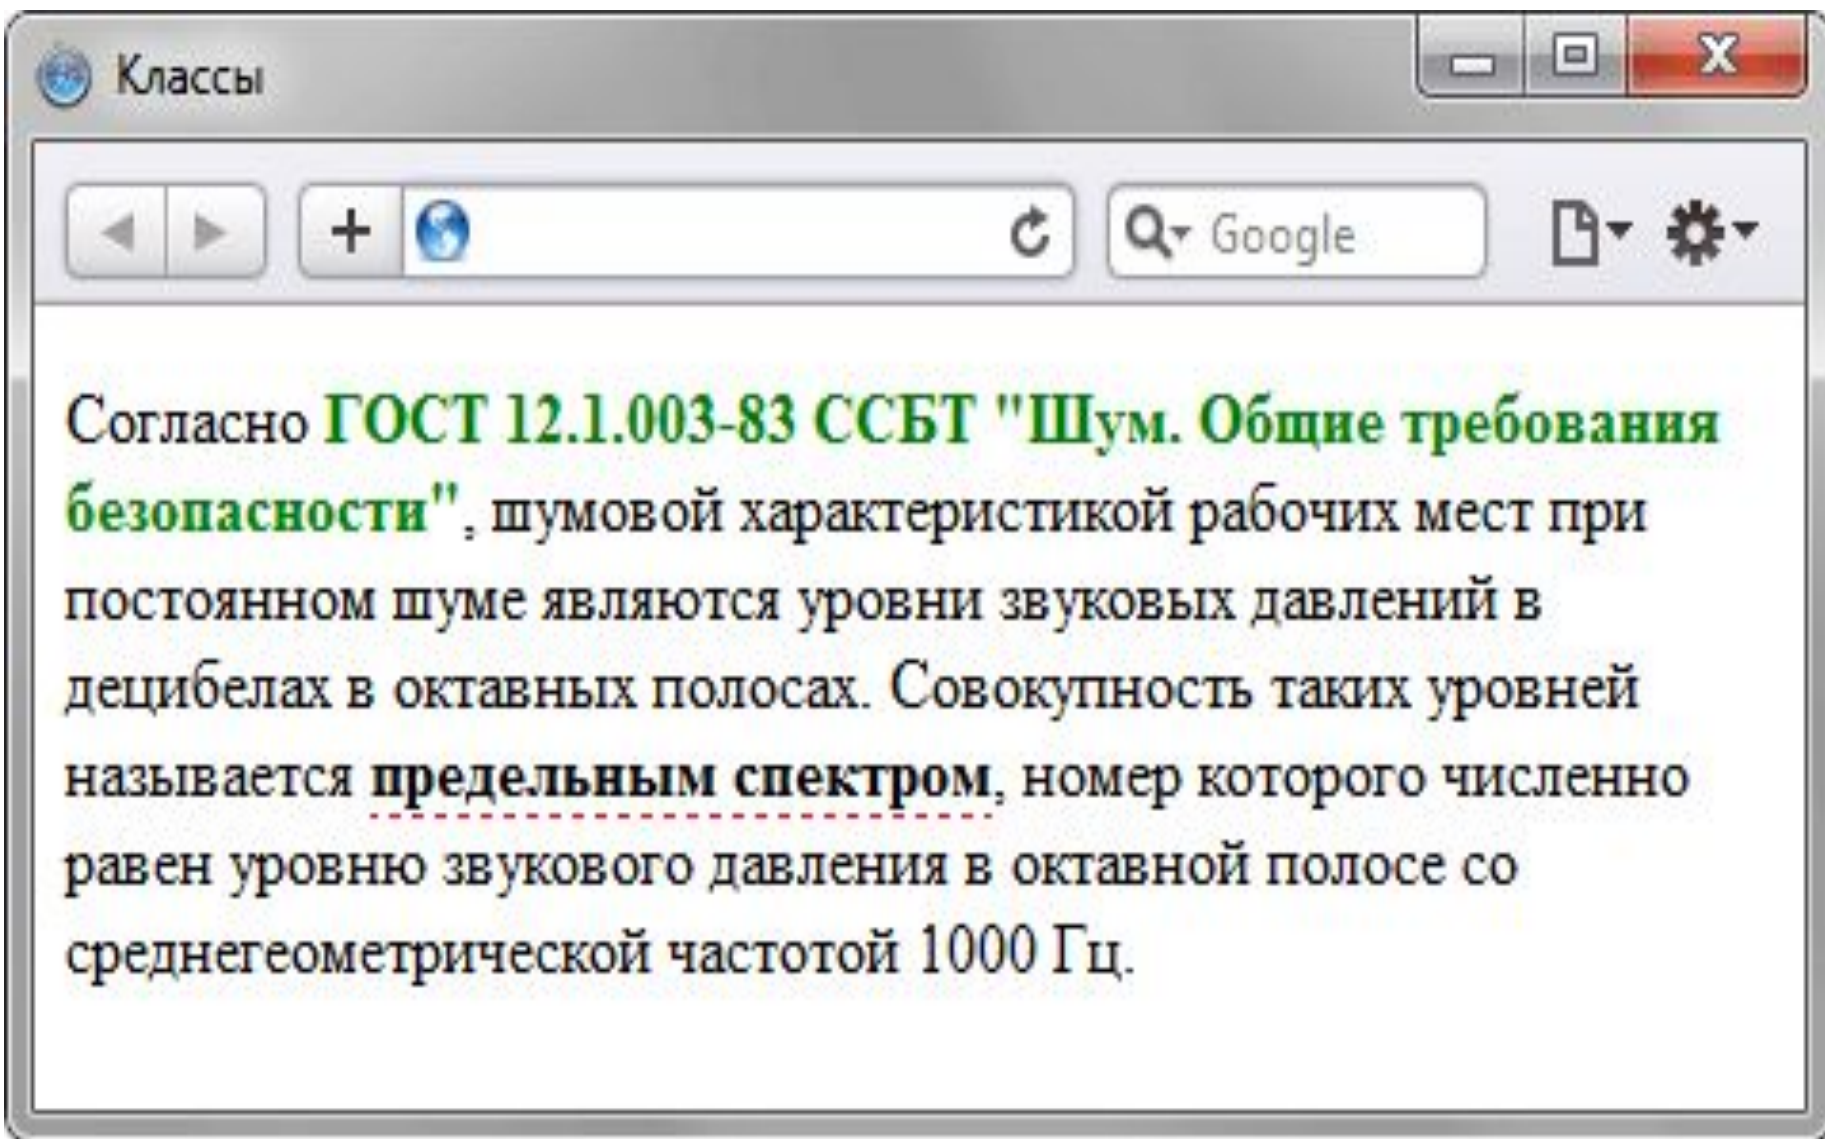 Классы
Google
Согласно ГОСТ 12.1.003-83 ССБТ "Шум. Общие требования
безопасности", шумовой характеристикой рабочих мест при
постоянном шуме являются уровни звуковых давлений в
децибелах в октавных полосах. Совокупность таких уровней
называется предельным спектром, номер которого численно
равен уровню звукового давления в октавной полосе со
среднегеометрической частотой 1000 Гц.